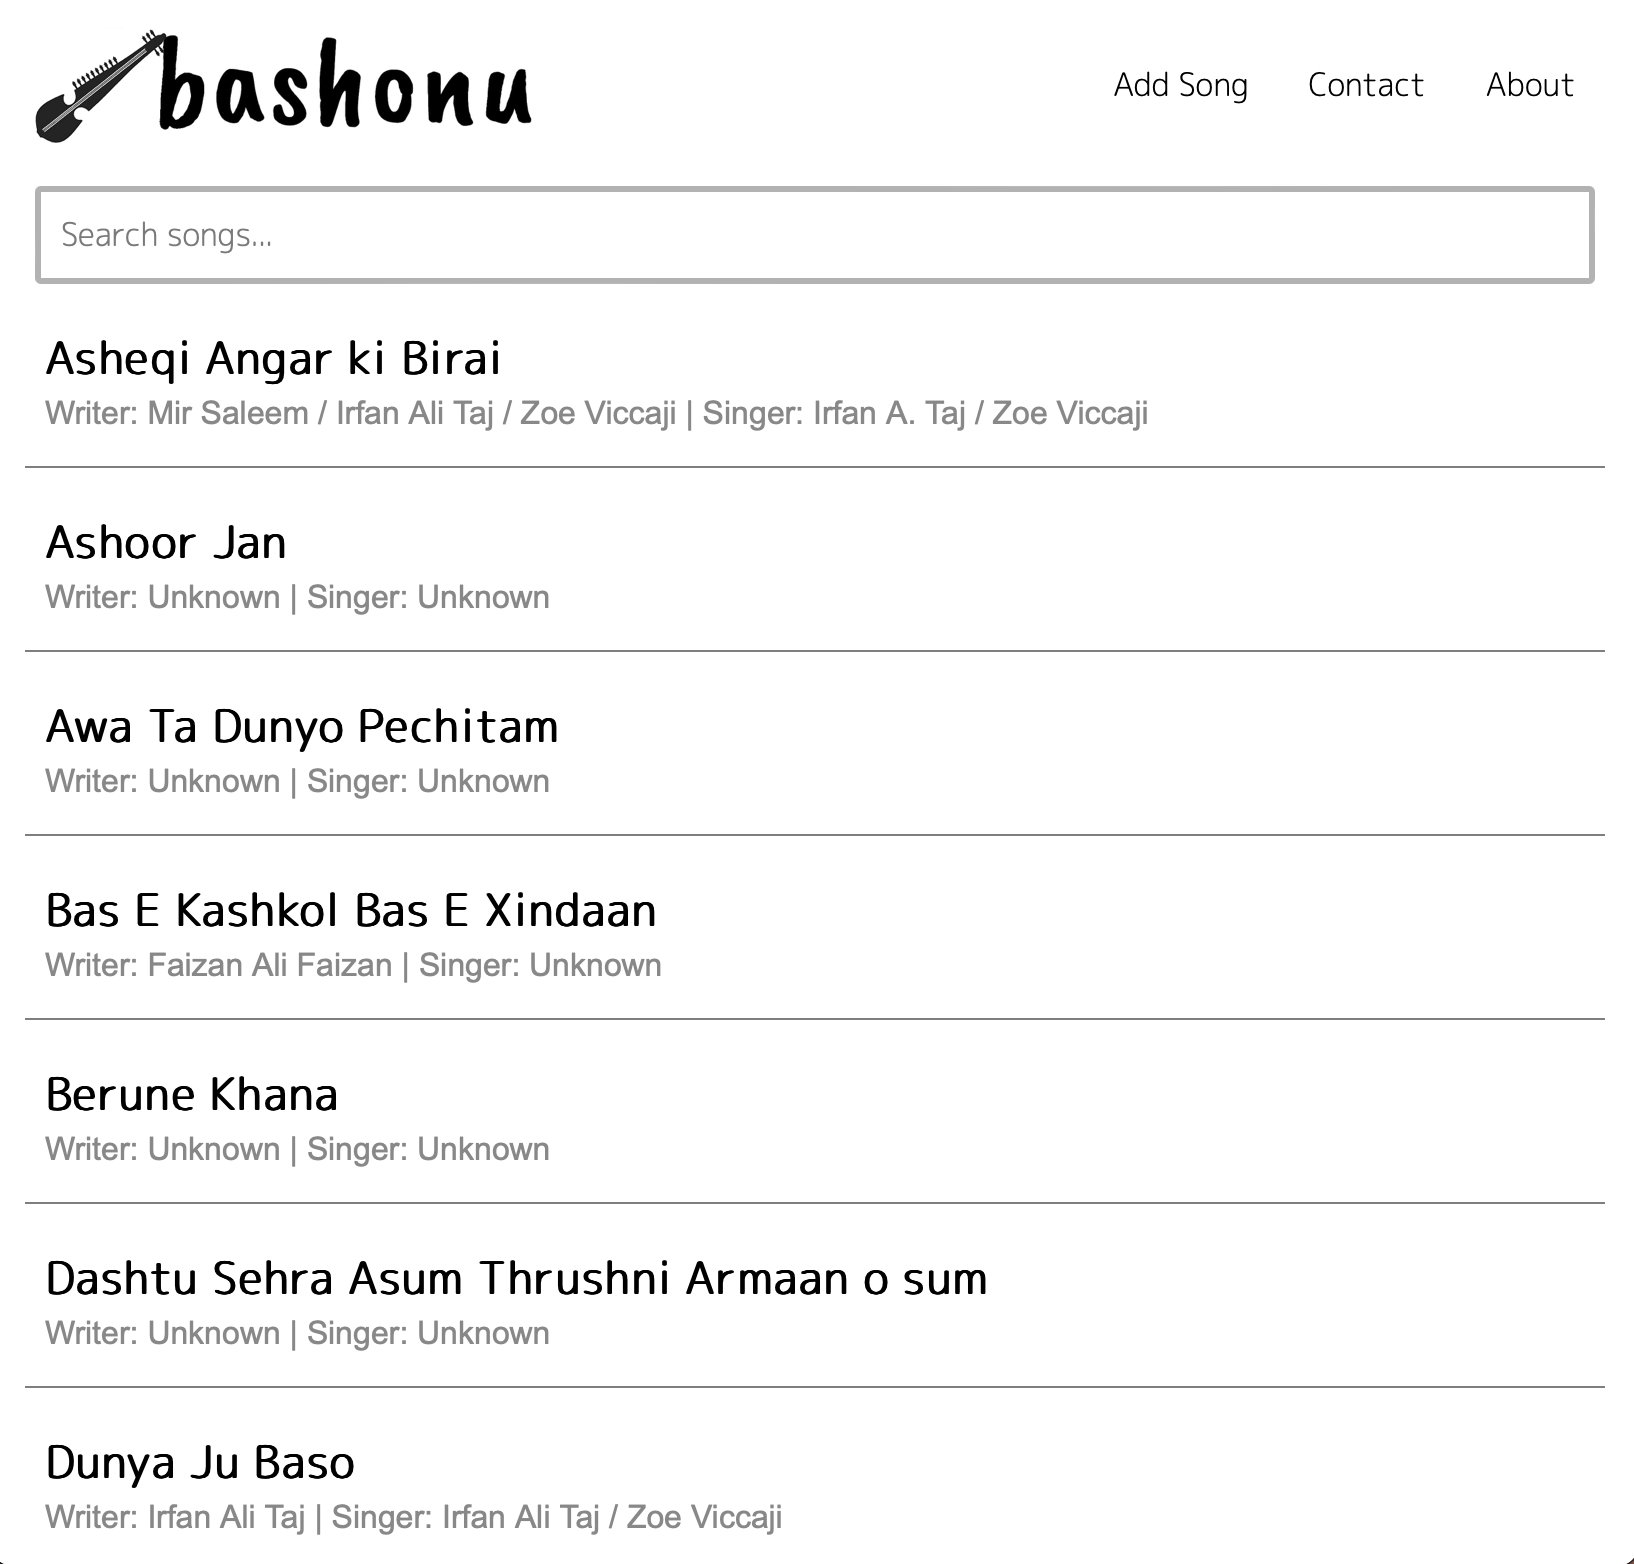 bashonu
Add Song Contact About
Search songs...
Asheqi Angar ki Birai
Writer: Mir Saleem / Irfan Ali Taj / Zoe Viccaji | Singer: Irfan A. Taj / Zoe Viccaji
Ashoor Jan
Writer: Unknown | Singer: Unknown
Awa Ta Dunyo Pechitam
Writer: Unknown | Singer: Unknown
Bas E Kashkol Bas E Xindaan
Writer: Faizan Ali Faizan | Singer: Unknown
Berune Khana
Writer: Unknown | Singer: Unknown
Dashtu Sehra Asum Thrushni Armaan o sum
Writer: Unknown | Singer: Unknown
Dunya Ju Baso
Writer: Irfan Ali Taj | Singer: Irfan Ali Taj / Zoe Viccaji